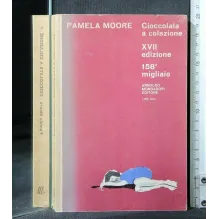 PAMELA MOORE
Cioccolata
a colazione
XVII
edizione
158°
migliaio
ARNOLDO
MONDADORI
EDITORE